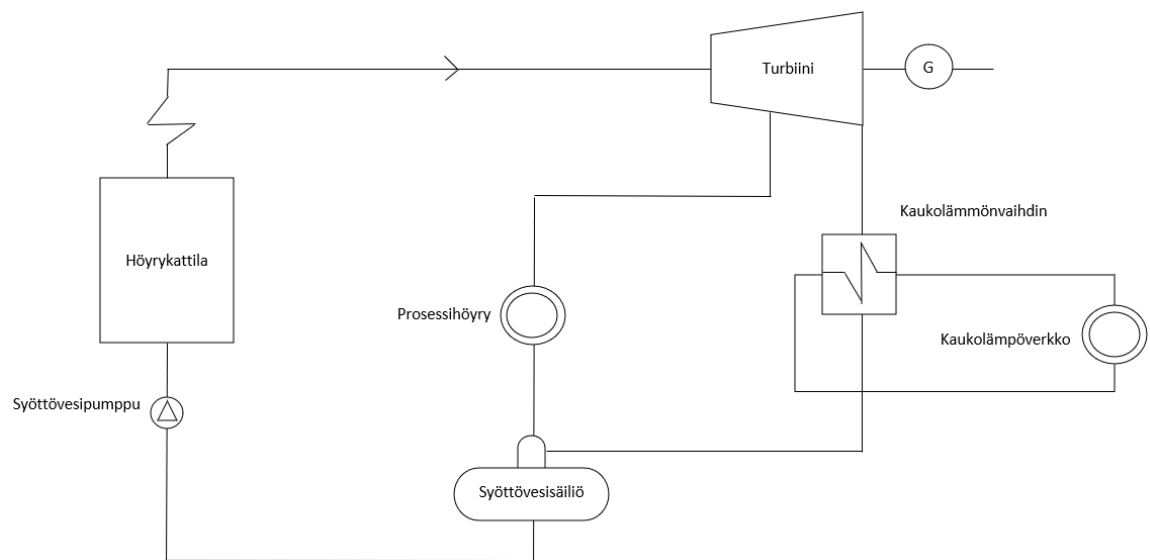 Turbiini
G
Kaukolämmönvaihdin
Höyrykattila
Prosessihöyry
Kaukolämpöverkko
Syöttövesipumppu
Syöttövesisäiliö